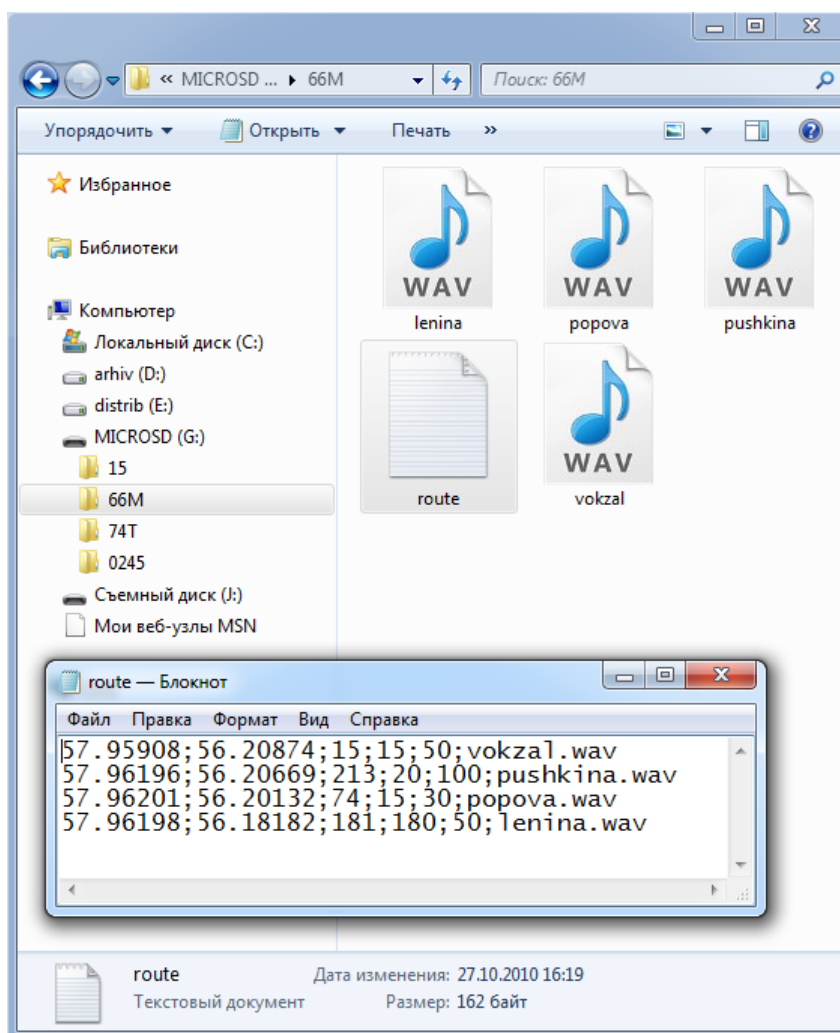 « MICROSD ... ▸ 66M
Поиск: 66M
Упорядочить
Открыть
Печать
»
Избранное
Библиотеки
Компьютер
Локальный диск (C:)
arhiv (D:)
distrib (E:)
MICROSD (G:)
15
66M
74T
0245
Съемный диск (J:)
Мои веб-узлы MSN
WAV
WAV
WAV
lenina
popova
pushkina
WAV
route
vokzal
route — Блокнот
Файл Правка Формат Вид Справка
57.95908;56.20874;15;15;50;vokzal.wav
57.96196;56.20669;213;20;100;pushkina.wav
57.96201;56.20132;74;15;30;popova.wav
57.96198;56.18182;181;180;50;lenina.wav
route
Дата изменения: 27.10.2010 16:19
Текстовый документ
Размер: 162 байт